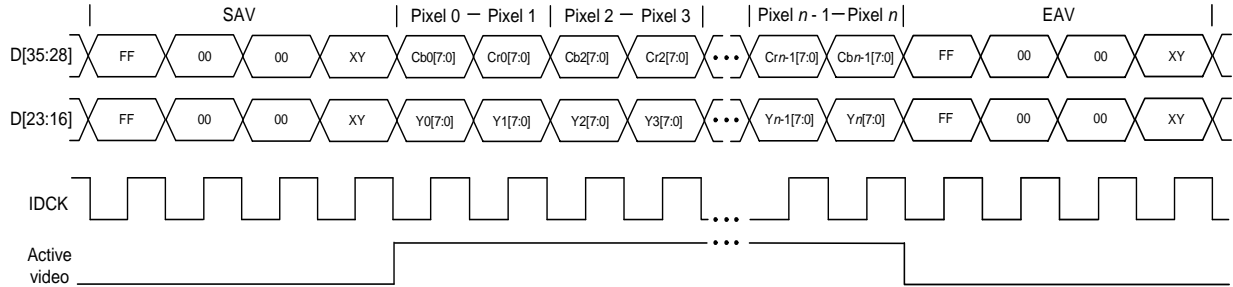 SAV Pixel 0 — Pixel 1 Pixel 2 — Pixel 3 Pixel n - 1—Pixel n EAV
D[35:28] FF 00 00 XY Cb0[7:0] Cr0[7:0] Cb2[7:0] Cr2[7:0] ••• Crn-1[7:0] Cbn-1[7:0] FF 00 00 XY
D[23:16] FF 00 00 XY Y0[7:0] Y1[7:0] Y2[7:0] Y3[7:0] ••• Yn-1[7:0] Yn[7:0] FF 00 00 XY
IDCK •••
Active •••
video